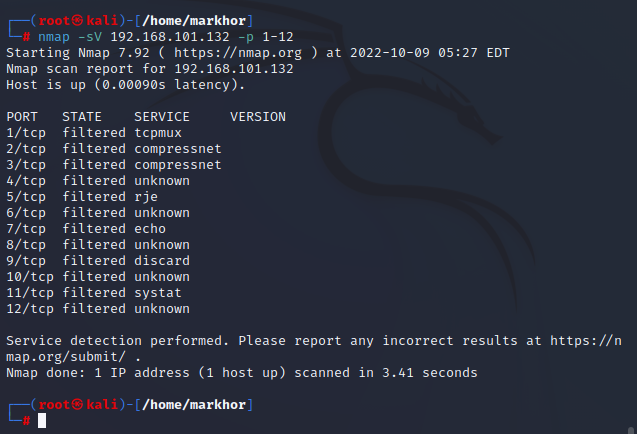 ┌──(root㉿kali)-[/home/markhor]
└─# nmap -sV 192.168.101.132 -p 1-12
Starting Nmap 7.92 ( https://nmap.org ) at 2022-10-09 05:27 EDT
Nmap scan report for 192.168.101.132
Host is up (0.00090s latency).

PORT   STATE    SERVICE     VERSION
1/tcp  filtered tcpmux
2/tcp  filtered compressnet
3/tcp  filtered compressnet
4/tcp  filtered unknown
5/tcp  filtered rje
6/tcp  filtered unknown
7/tcp  filtered echo
8/tcp  filtered unknown
9/tcp  filtered discard
10/tcp filtered unknown
11/tcp filtered systat
12/tcp filtered unknown

Service detection performed. Please report any incorrect results at https://n
map.org/submit/ .
Nmap done: 1 IP address (1 host up) scanned in 3.41 seconds

┌──(root㉿kali)-[/home/markhor]
└─#